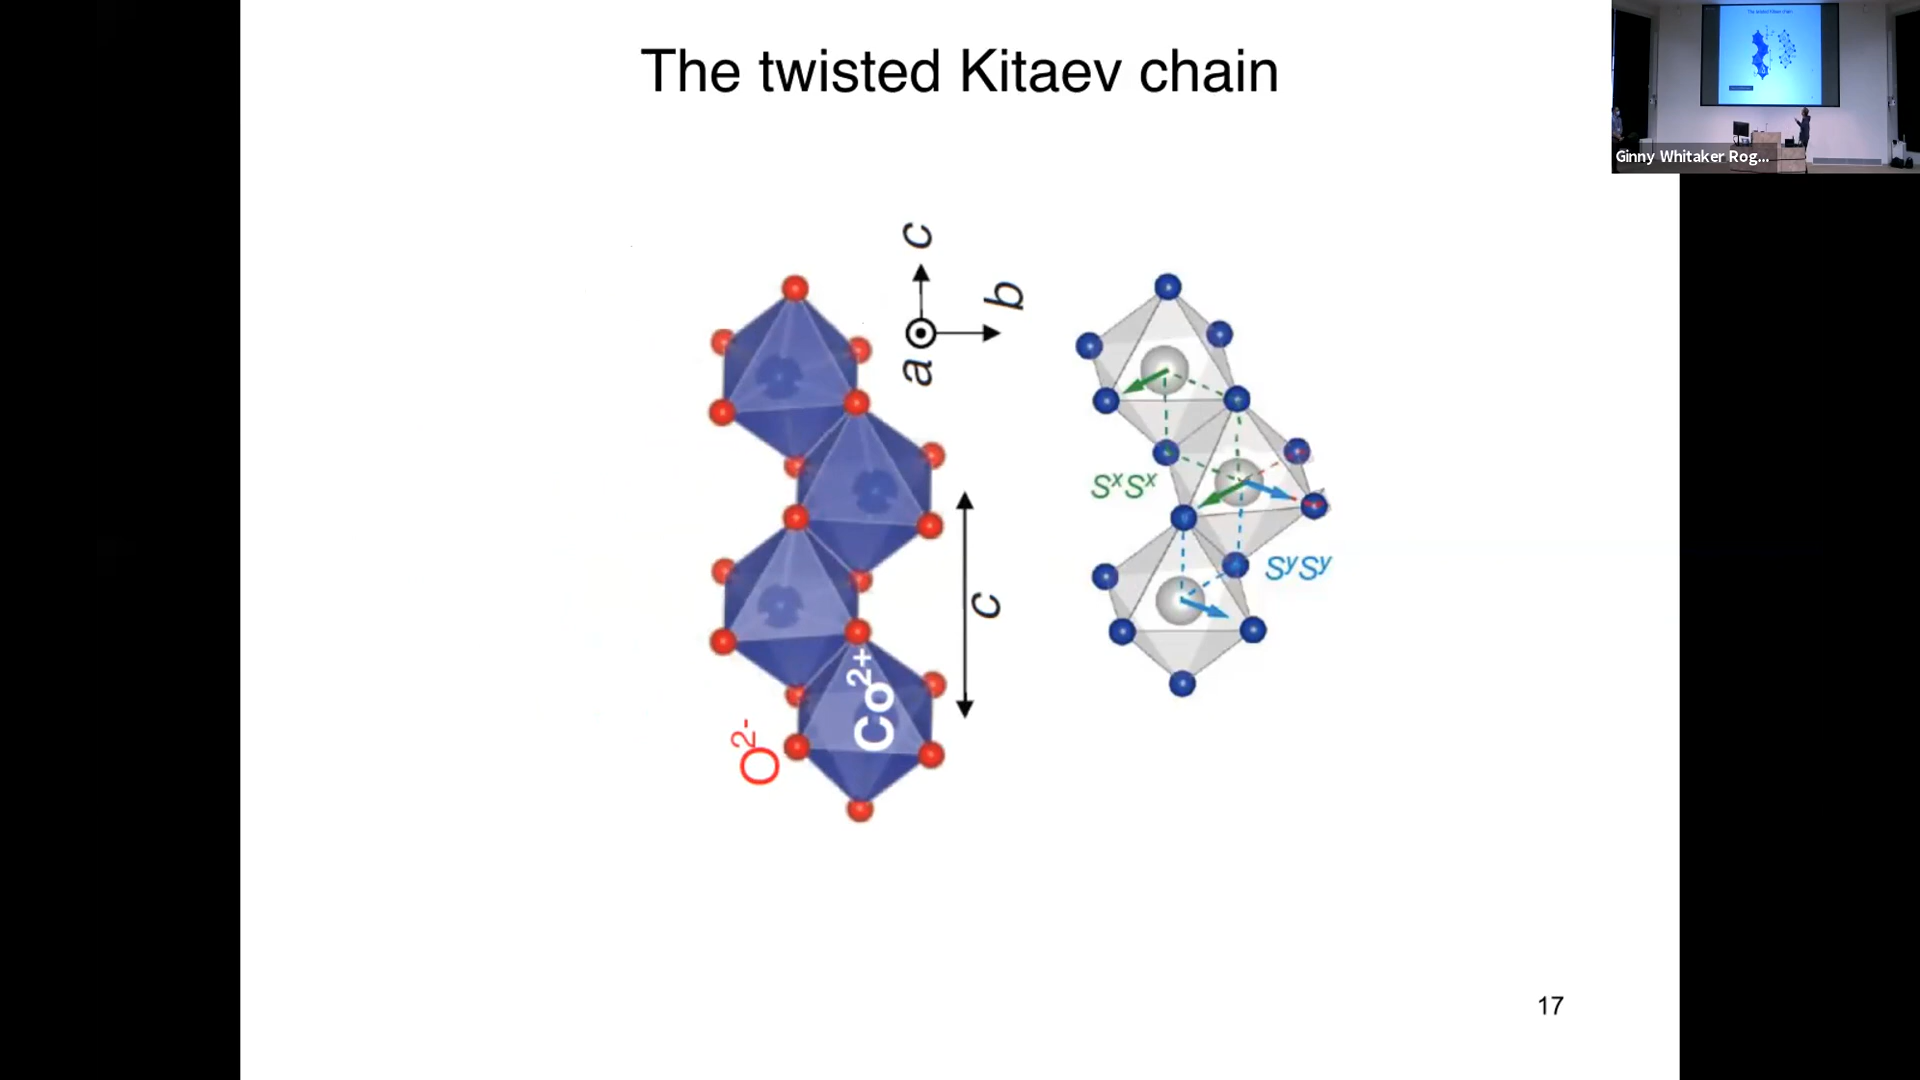 The twisted Kitaev chain
Ginny Whitaker Rog...
c
b
a
SˣSˣ
SʸSʸ
c
Co²⁺
O²⁻
17